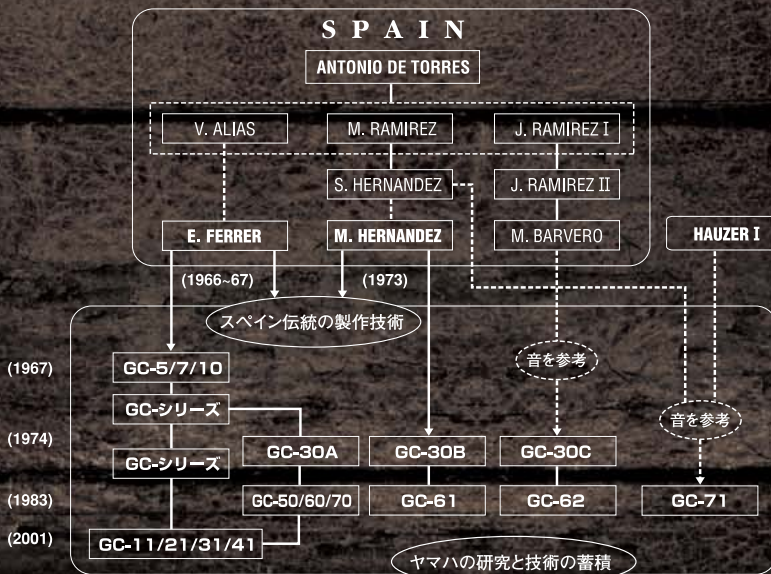 SPAIN
ANTONIO DE TORRES
V. ALIAS
M. RAMIREZ
J. RAMIREZ I
S. HERNANDEZ
J. RAMIREZ II
E. FERRER
M. HERNANDEZ
M. BARVERO
HAUZER I
(1966~67)
(1973)
スペイン伝統の製作技術
音を参考
(1967)
GC-5/7/10
GC-シリーズ
音を参考
(1974)
GC-30A
GC-30B
GC-30C
GC-シリーズ
(1983)
GC-50/60/70
GC-61
GC-62
GC-71
(2001)
GC-11/21/31/41
ヤマハの研究と技術の蓄積